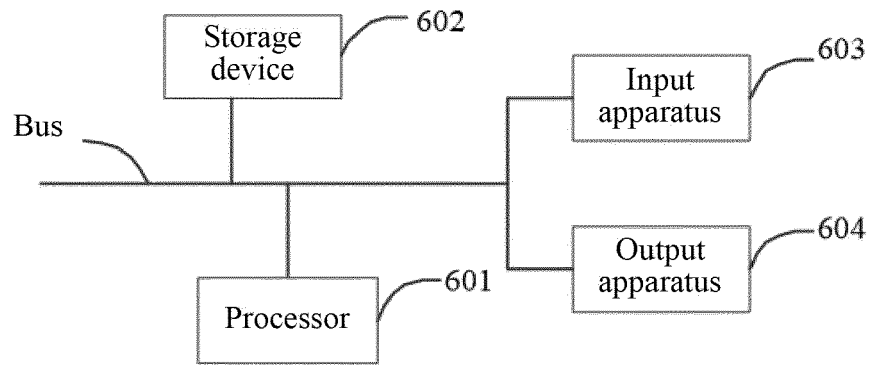 Storage
device
602
Input
apparatus
603
Bus
Output
apparatus
604
Processor
601